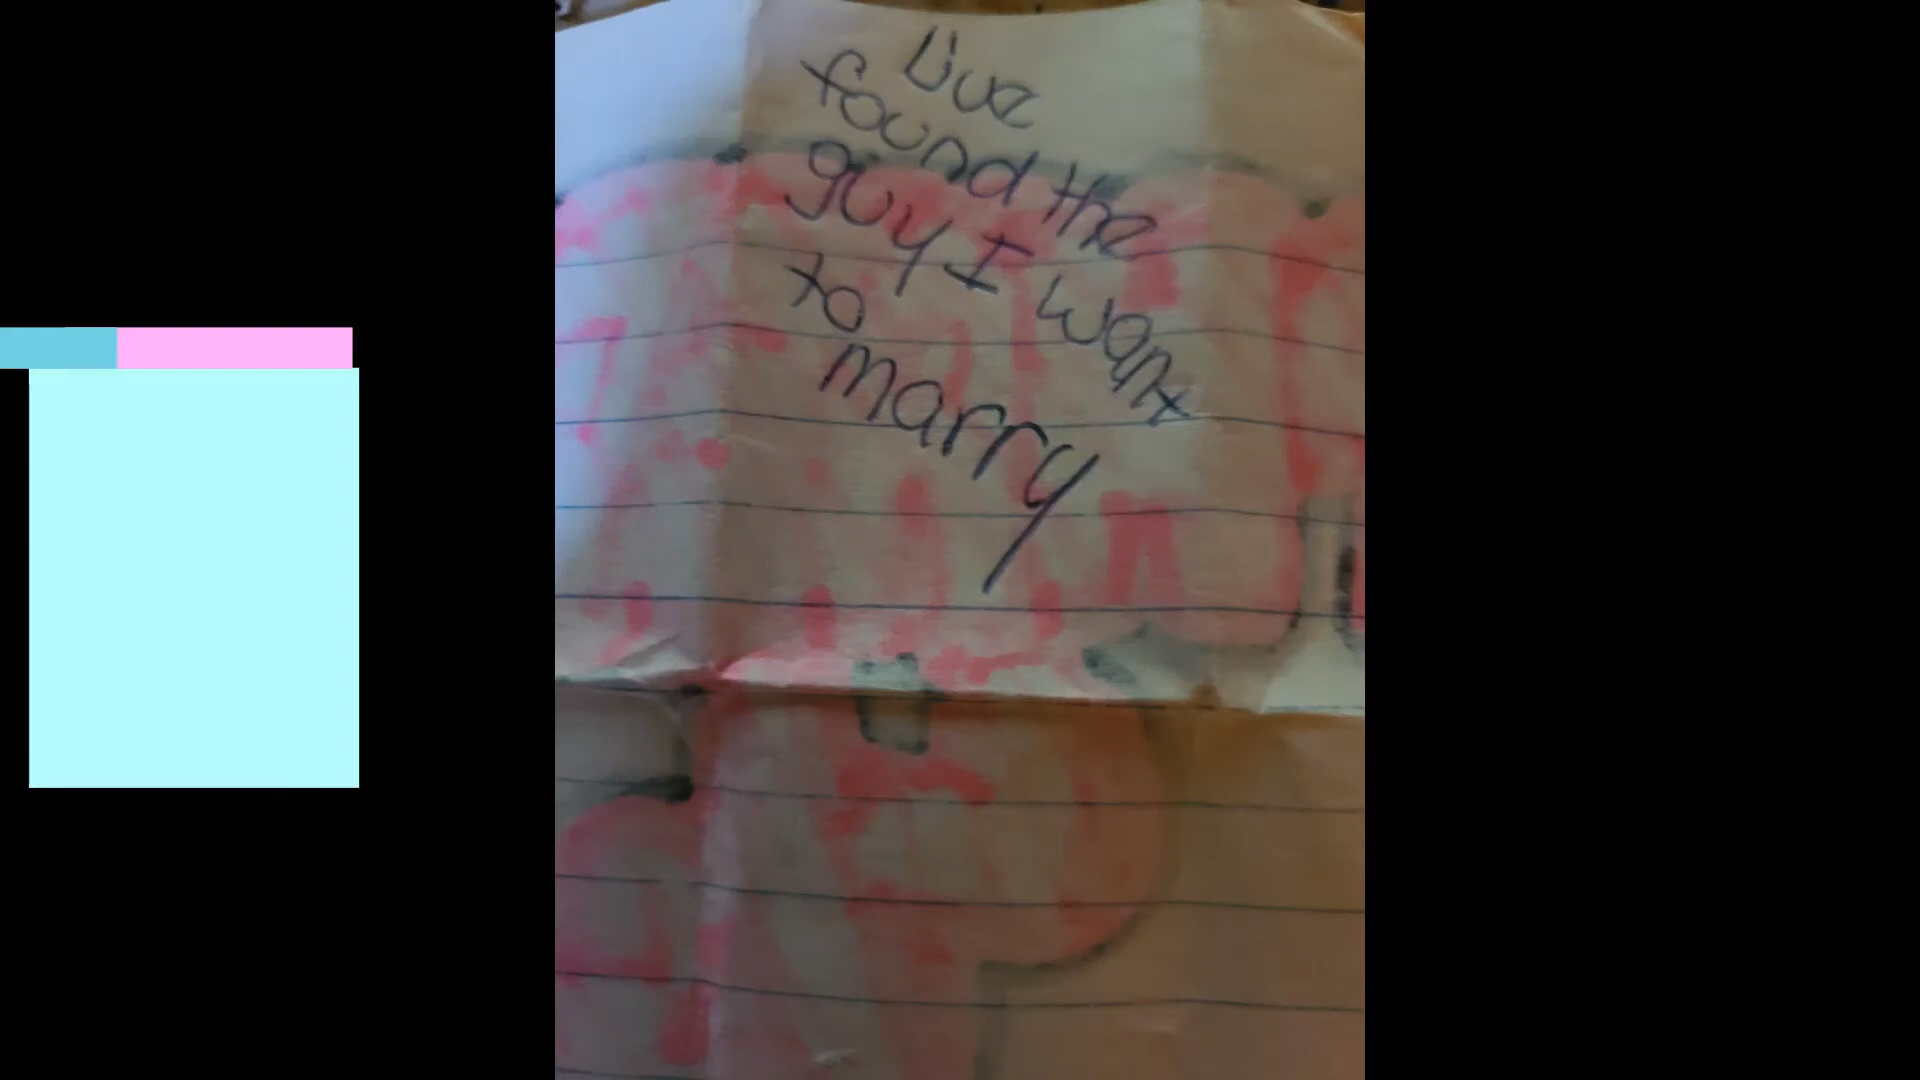 I've
found the
guy I want
to
marry